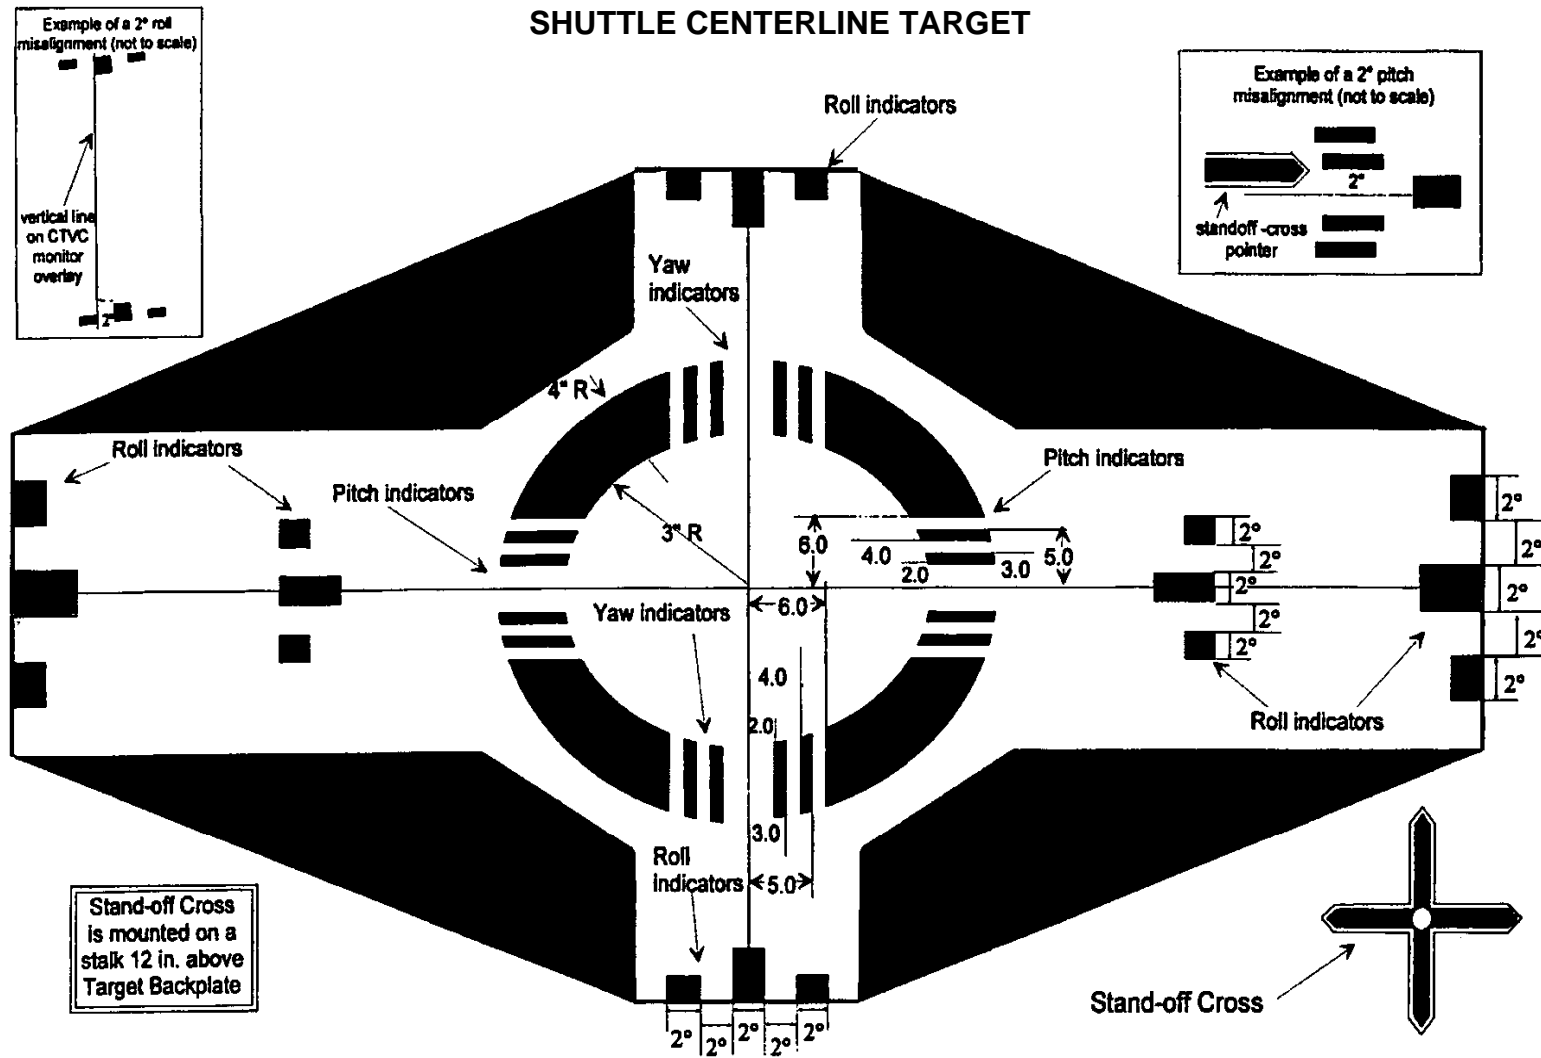 SHUTTLE CENTERLINE TARGET
Example of a 2° roll
misalignment (not to scale)
vertical line
on CTVC
monitor
overlay
2°
Example of a 2° pitch
misalignment (not to scale)
2°
standoff -cross
pointer
Roll indicators
Yaw
indicators
4" R
Roll indicators
Pitch indicators
Pitch indicators
3" R
6.0
4.0
5.0
2.0
3.0
6.0
2°
2°
2°
2°
2°
2°
2°
2°
2°
2°
Yaw indicators
4.0
2.0
Roll indicators
3.0
Roll
indicators
5.0
Stand-off Cross
is mounted on a
stalk 12 in. above
Target Backplate
Stand-off Cross
2°
2°
2°
2°
2°